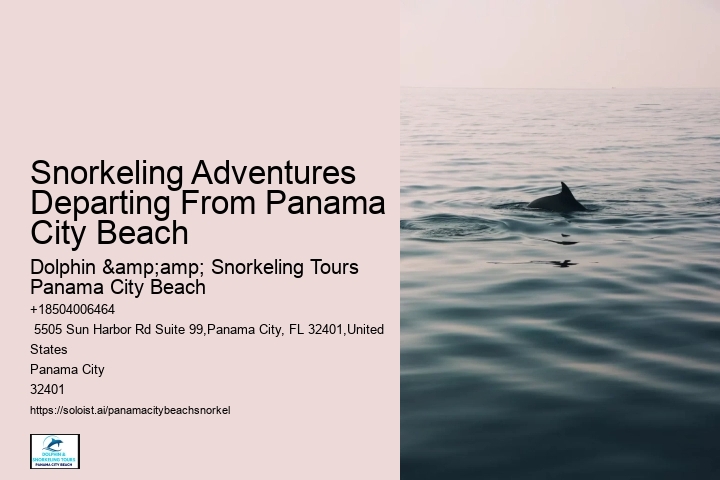 Snorkeling Adventures
Departing From Panama
City Beach
Dolphin &amp;amp; Snorkeling Tours
Panama City Beach
+18504006464
5505 Sun Harbor Rd Suite 99,Panama City, FL 32401,United
States
Panama City
32401
https://soloist.ai/panamacitybeachsnorkel
DOLPHIN &
SNORKELING TOURS
PANAMA CITY BEACH